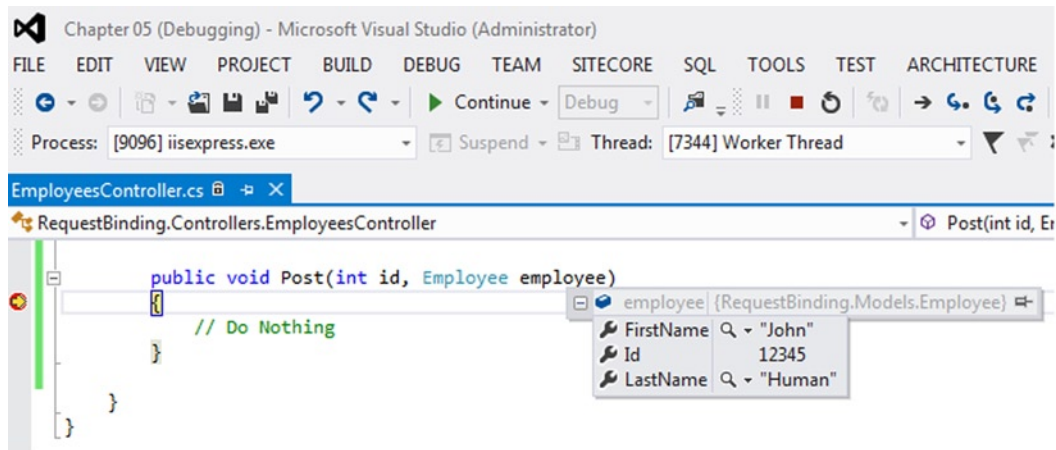 Chapter 05 (Debugging) - Microsoft Visual Studio (Administrator)
FILE EDIT VIEW PROJECT BUILD DEBUG TEAM SITECORE SQL TOOLS TEST ARCHITECTURE
Continue Debug
Process: [9096] iisexpress.exe Suspend Thread: [7344] Worker Thread
EmployeesController.cs
RequestBinding.Controllers.EmployeesController Post(int id, Er
public void Post(int id, Employee employee)
{
employee {RequestBinding.Models.Employee}
// Do Nothing
FirstName "John"
Id 12345
}
LastName "Human"
}
}